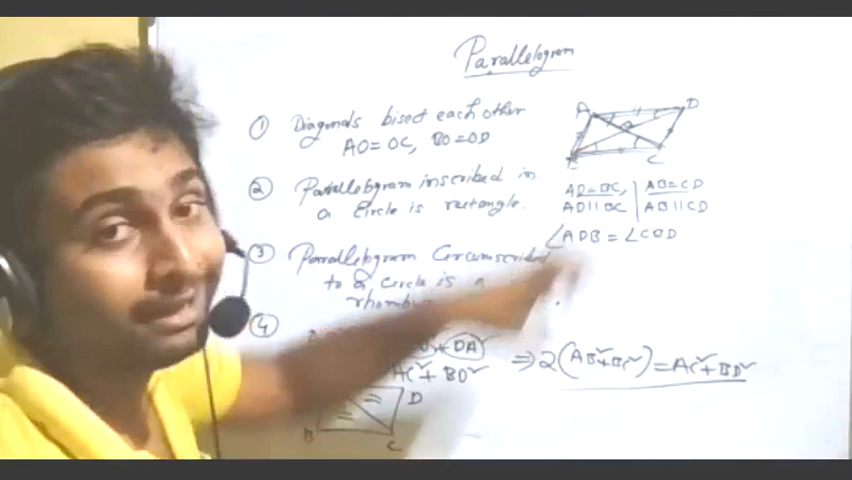 Parallelogram
① Diagonals bisect each other
AO = OC, BO = OD
② Parallelogram inscribed in
a Circle is rectangle.
③ Parallelogram Circumscribed
to a circle is a
rhombu
④
+ DA²
AC² + BD²
D
B
C
A
D
B
C
AD = BC, | AB = CD
AD || BC | AB || CD
∠ADB = ∠CBD
⇒ 2(AB² + BC²) = AC² + BD²